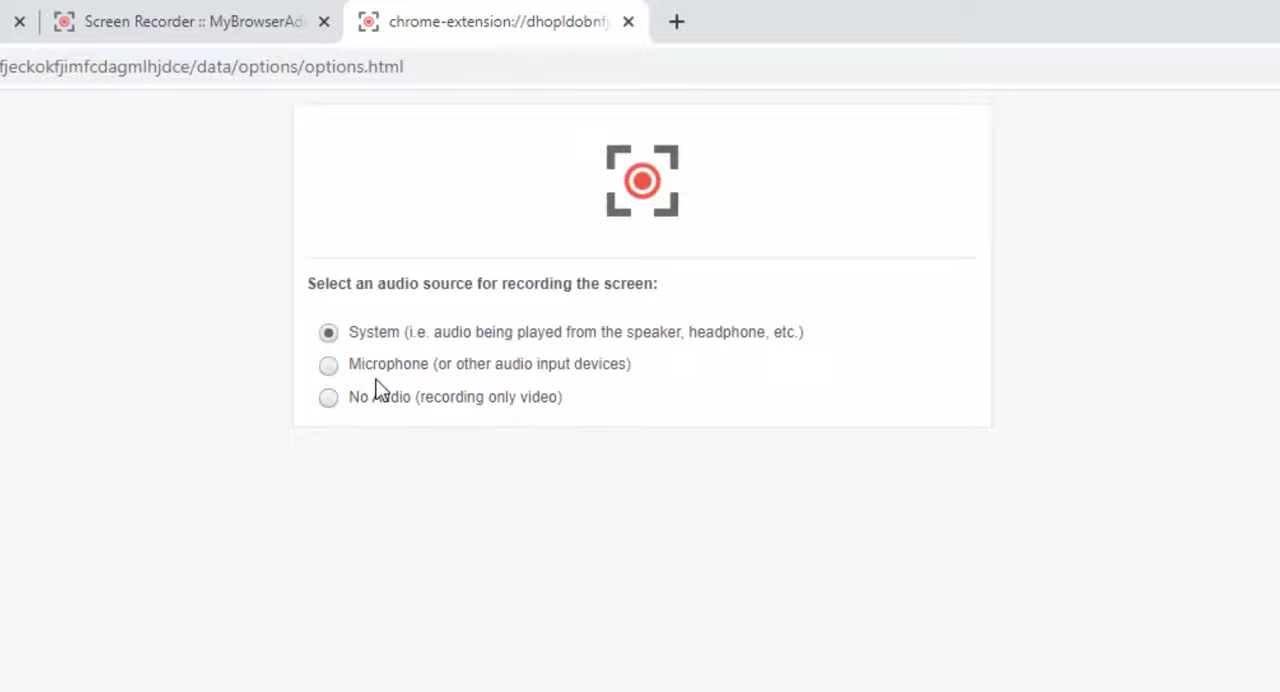 Screen Recorder :: MyBrowserAd
chrome-extension://dhopldobnf
fjeckokfjimfcdagmlhjdce/data/options/options.html
Select an audio source for recording the screen:
System (i.e. audio being played from the speaker, headphone, etc.)
Microphone (or other audio input devices)
No Audio (recording only video)